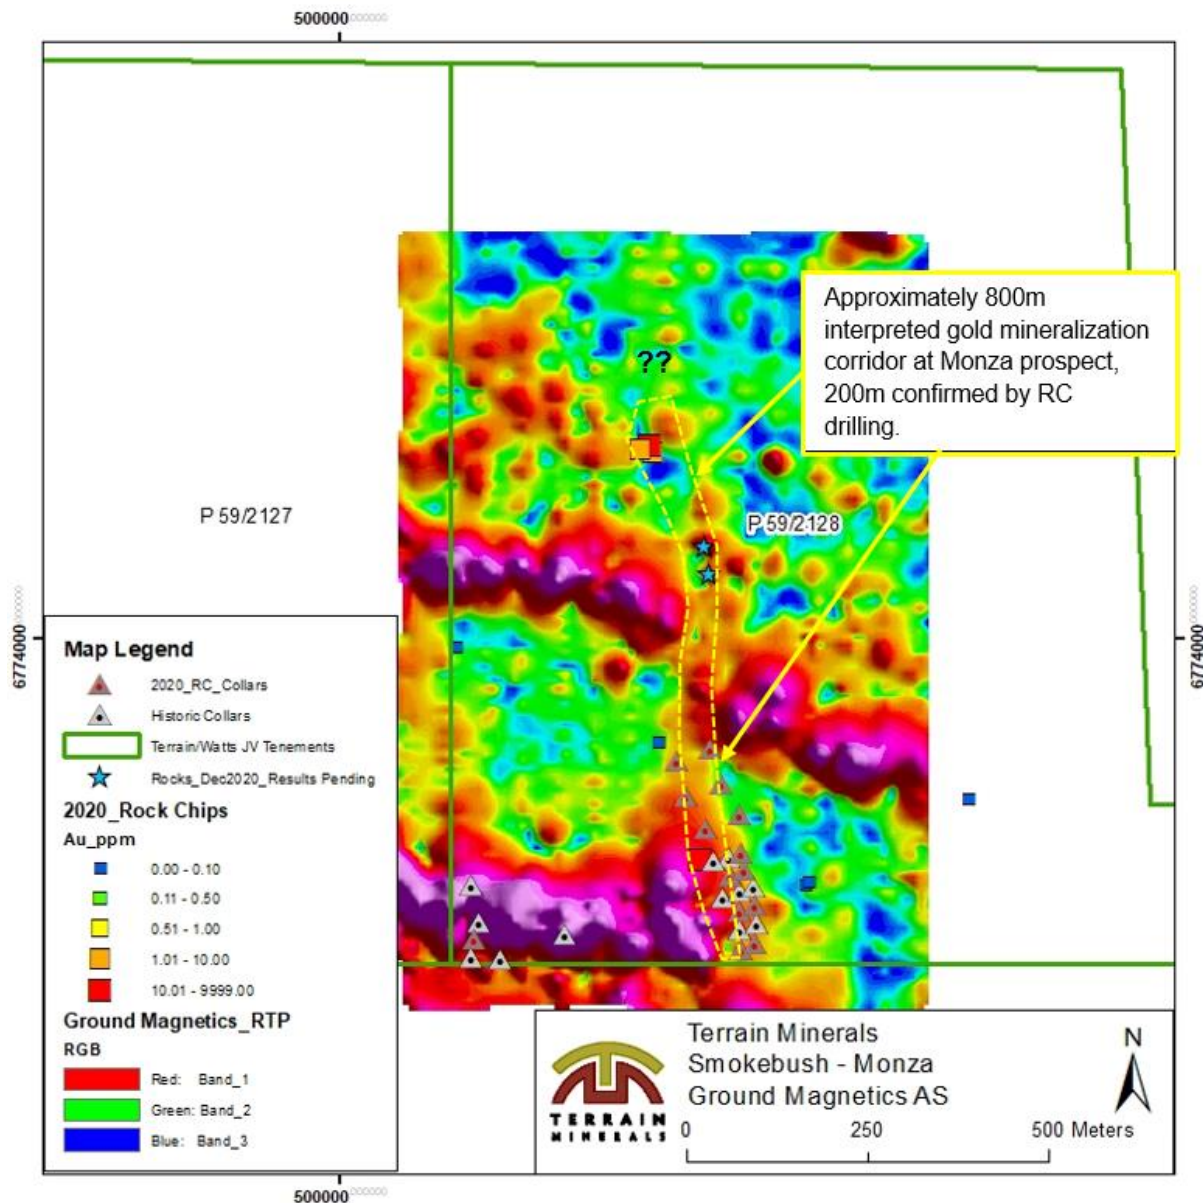 500000
Approximately 800m
interpreted gold mineralization
corridor at Monza prospect,
200m confirmed by RC
drilling.
??
P 59/2127
P 59/2128
6774000
6774000
Map Legend
2020_RC_Collars
Historic Collars
Terrain/Watts JV Tenements
Rocks_Dec2020_Results Pending
2020_Rock Chips
Au_ppm
0.00 - 0.10
0.11 - 0.50
0.51 - 1.00
1.01 - 10.00
10.01 - 9999.00
Ground Magnetics_RTP
RGB
Red: Band_1
Green: Band_2
Blue: Band_3
TERRAIN
MINERALS
Terrain Minerals
Smokebush - Monza
Ground Magnetics AS
N
0 250 500 Meters
500000